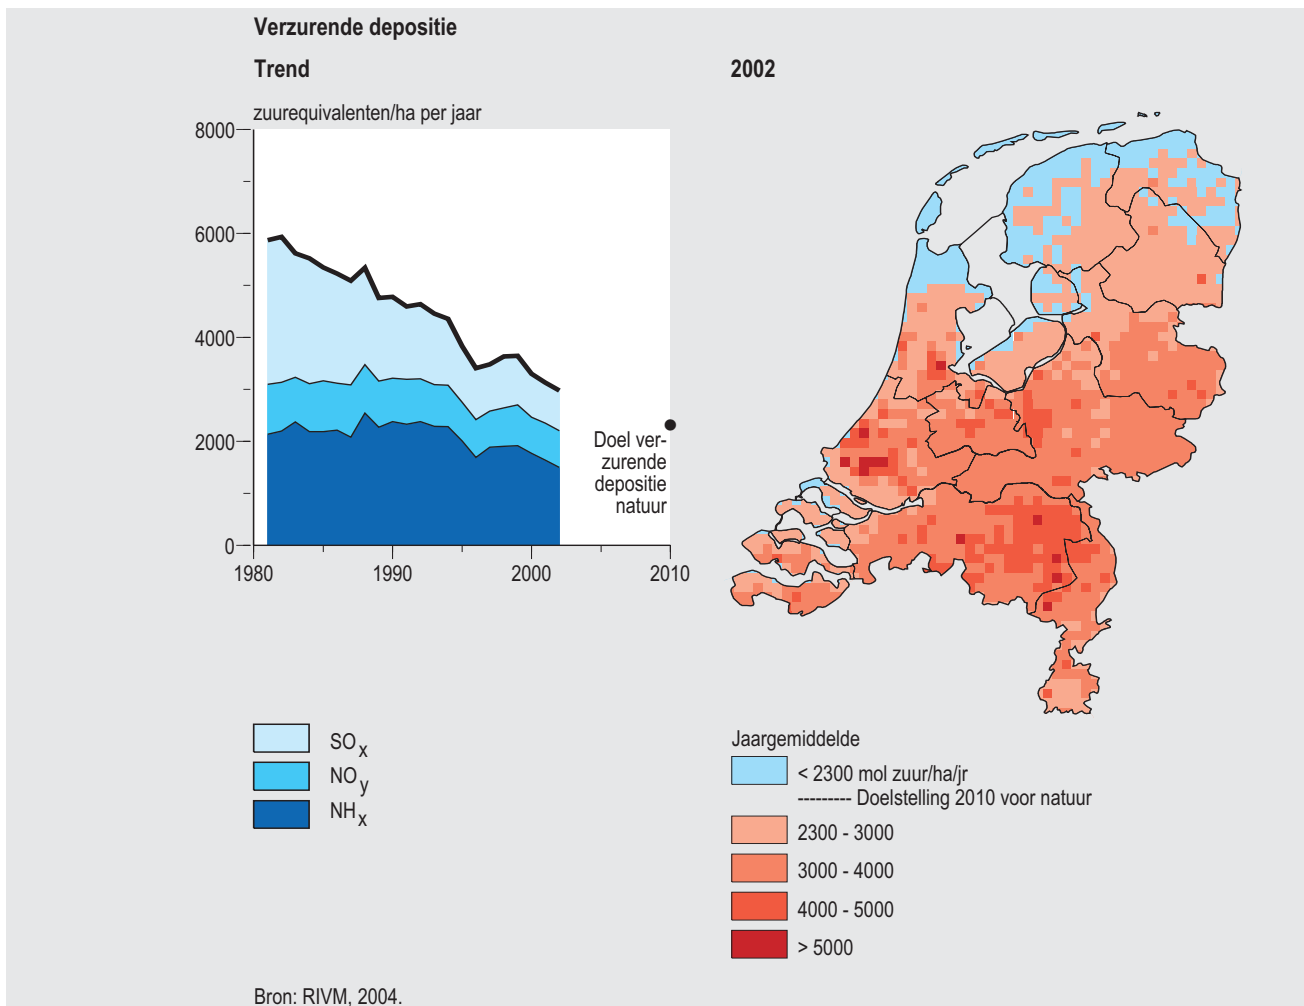 Verzurende depositie
Trend
zuurequivalenten/ha per jaar
8000
6000
4000
2000
0
1980
1990
2000
2010
Doel ver-
zurende
depositie
natuur
SOx
NOy
NHx
2002
Jaargemiddelde
< 2300 mol zuur/ha/jr
--------- Doelstelling 2010 voor natuur
2300 - 3000
3000 - 4000
4000 - 5000
> 5000
Bron: RIVM, 2004.